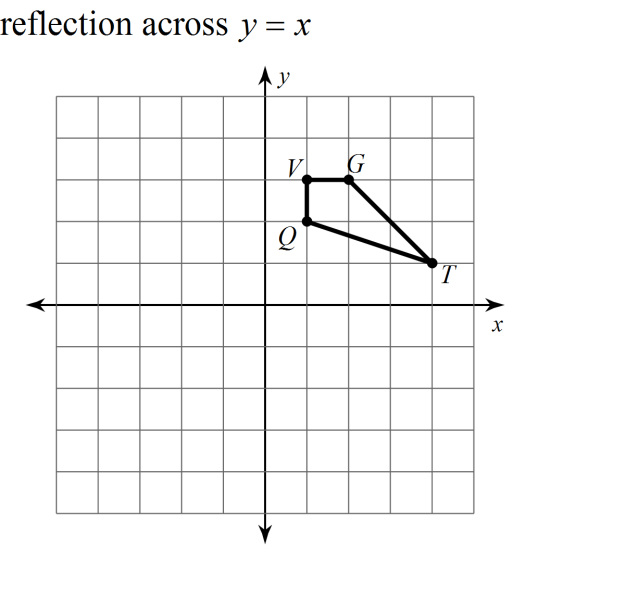 reflection across y = x
y
V
G
Q
T
x